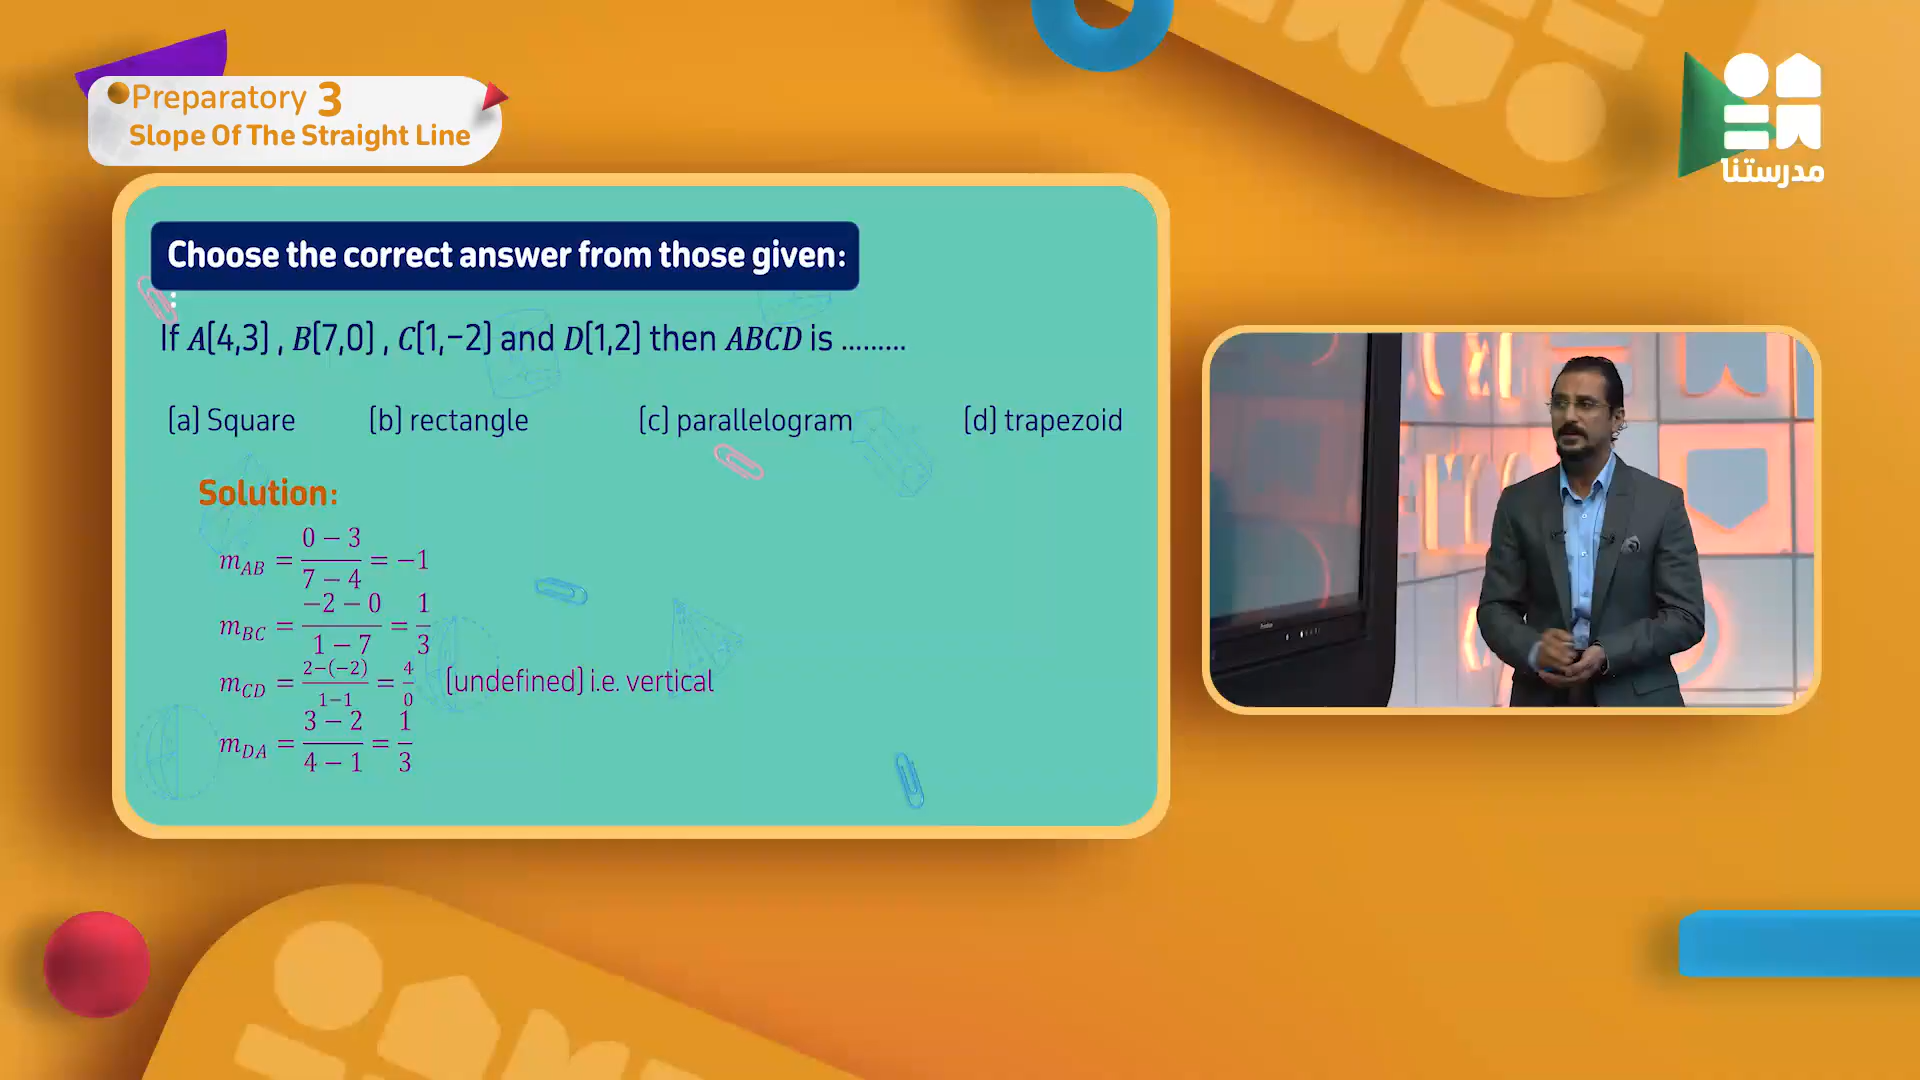 Preparatory 3
Slope Of The Straight Line
مدرستنا
Choose the correct answer from those given:
:
If A(4,3) , B(7,0) , C(1,−2) and D(1,2) then ABCD is .........
(a) Square (b) rectangle (c) parallelogram (d) trapezoid
Solution:
m_AB = (0 − 3)/(7 − 4) = −1
m_BC = (−2 − 0)/(1 − 7) = 1/3
m_CD = (2−(−2))/(1−1) = 4/0 (undefined) i.e. vertical
m_DA = (3 − 2)/(4 − 1) = 1/3